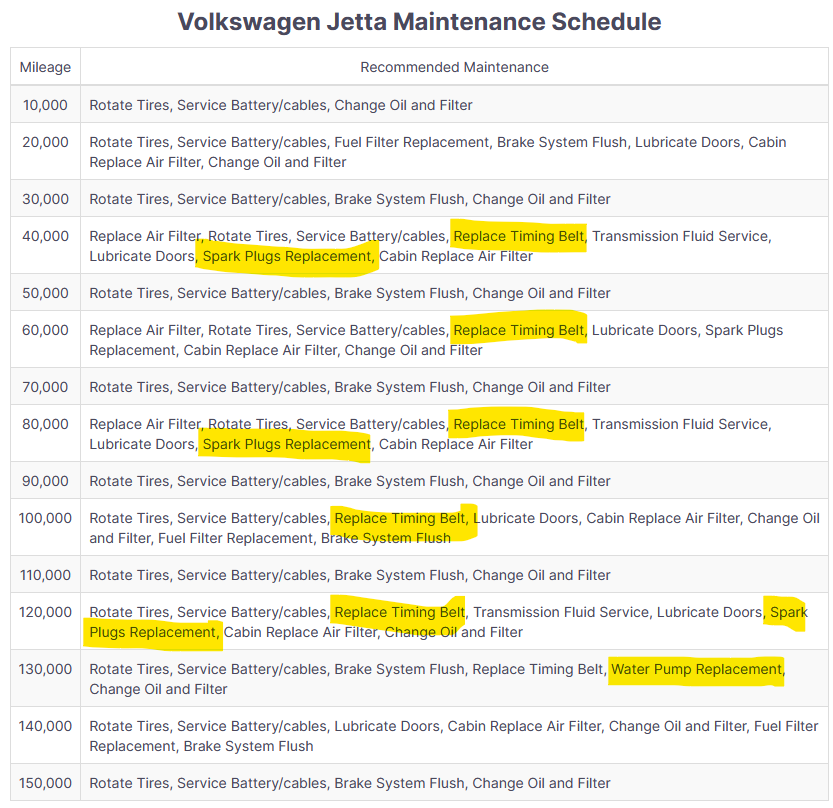 Volkswagen Jetta Maintenance Schedule
Mileage Recommended Maintenance
10,000 Rotate Tires, Service Battery/cables, Change Oil and Filter
20,000 Rotate Tires, Service Battery/cables, Fuel Filter Replacement, Brake System Flush, Lubricate Doors, Cabin
Replace Air Filter, Change Oil and Filter
30,000 Rotate Tires, Service Battery/cables, Brake System Flush, Change Oil and Filter
40,000 Replace Air Filter, Rotate Tires, Service Battery/cables, Replace Timing Belt, Transmission Fluid Service,
Lubricate Doors, Spark Plugs Replacement, Cabin Replace Air Filter
50,000 Rotate Tires, Service Battery/cables, Brake System Flush, Change Oil and Filter
60,000 Replace Air Filter, Rotate Tires, Service Battery/cables, Replace Timing Belt, Lubricate Doors, Spark Plugs
Replacement, Cabin Replace Air Filter, Change Oil and Filter
70,000 Rotate Tires, Service Battery/cables, Brake System Flush, Change Oil and Filter
80,000 Replace Air Filter, Rotate Tires, Service Battery/cables, Replace Timing Belt, Transmission Fluid Service,
Lubricate Doors, Spark Plugs Replacement, Cabin Replace Air Filter
90,000 Rotate Tires, Service Battery/cables, Brake System Flush, Change Oil and Filter
100,000 Rotate Tires, Service Battery/cables, Replace Timing Belt, Lubricate Doors, Cabin Replace Air Filter, Change Oil
and Filter, Fuel Filter Replacement, Brake System Flush
110,000 Rotate Tires, Service Battery/cables, Brake System Flush, Change Oil and Filter
120,000 Rotate Tires, Service Battery/cables, Replace Timing Belt, Transmission Fluid Service, Lubricate Doors, Spark
Plugs Replacement, Cabin Replace Air Filter, Change Oil and Filter
130,000 Rotate Tires, Service Battery/cables, Brake System Flush, Replace Timing Belt, Water Pump Replacement,
Change Oil and Filter
140,000 Rotate Tires, Service Battery/cables, Lubricate Doors, Cabin Replace Air Filter, Change Oil and Filter, Fuel Filter
Replacement, Brake System Flush
150,000 Rotate Tires, Service Battery/cables, Brake System Flush, Change Oil and Filter